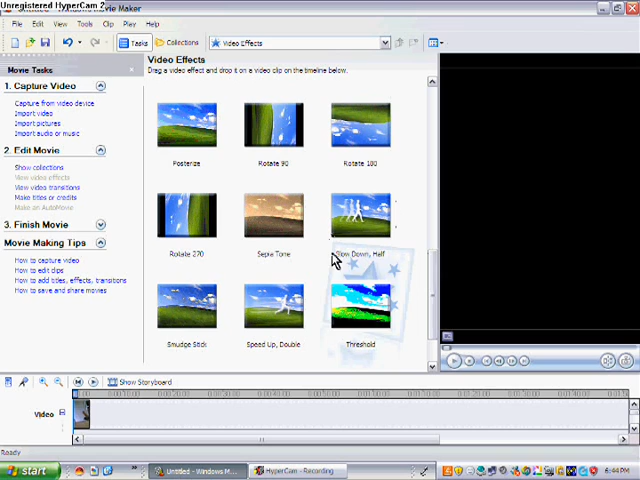 Unregistered HyperCam 2
Movie Maker
File Edit View Tools Clip Play Help
Tasks Collections Video Effects
Movie Tasks
Video Effects
Drag a video effect and drop it on a video clip on the timeline below.
1. Capture Video
Capture from video device
Import video
Import pictures
Import audio or music
2. Edit Movie
Show collections
View video effects
View video transitions
Make titles or credits
Make an AutoMovie
3. Finish Movie
Movie Making Tips
How to capture video
How to edit clips
How to add titles, effects, transitions
How to save and share movies
Posterize Rotate 90 Rotate 180
Rotate 270 Sepia Tone Slow Down, Half
Smudge Stick Speed Up, Double Threshold
Show Storyboard
Video
Ready
start Untitled - Windows M... HyperCam - Recording 6:44 PM